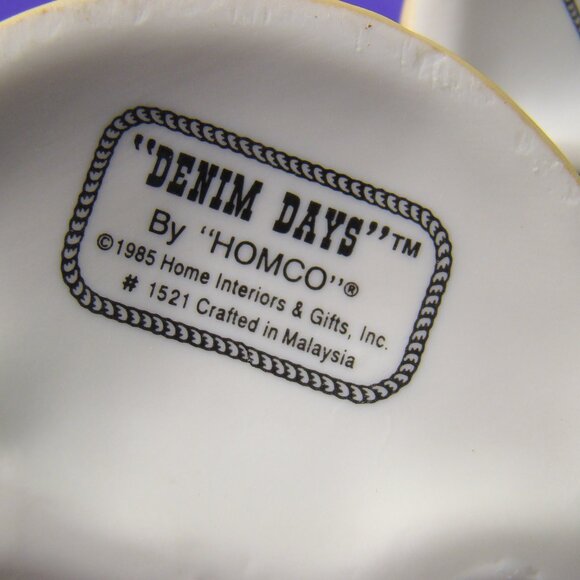 "DENIM DAYS"™
By "HOMCO"®
©1985 Home Interiors & Gifts, Inc.
# 1521 Crafted in Malaysia